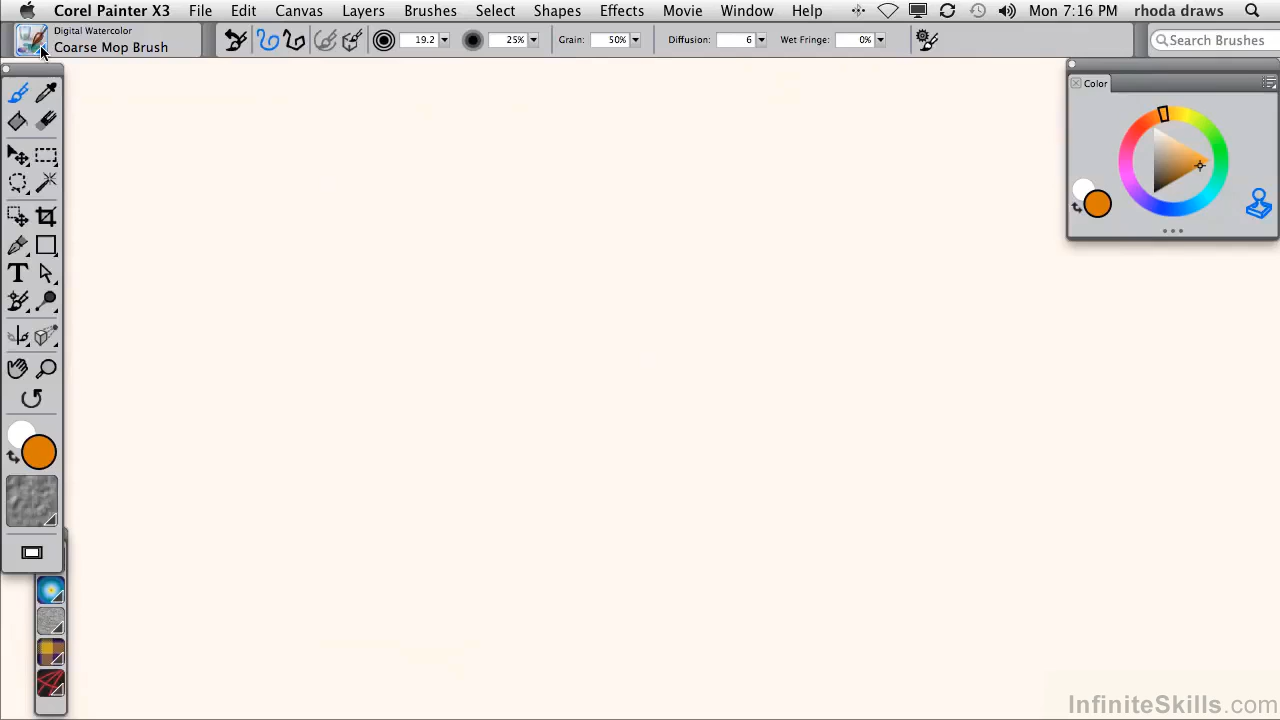 Corel Painter X3 File Edit Canvas Layers Brushes Select Shapes Effects Movie Window Help Mon 7:16 PM rhoda draws
Digital Watercolor
Coarse Mop Brush
19.2 25% Grain: 50% Diffusion: 6 Wet Fringe: 0% Search Brushes
Color
T
InfiniteSkills.com